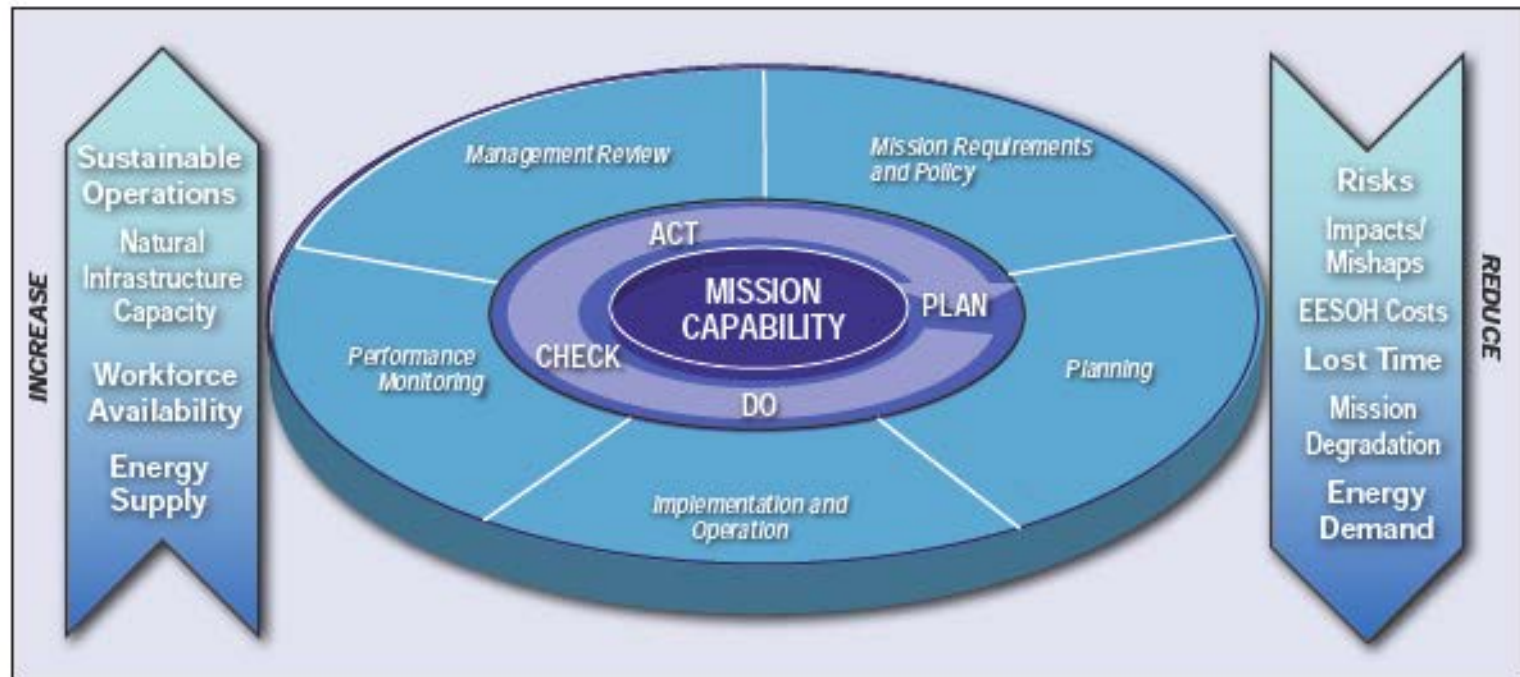 INCREASE
Sustainable
Operations
Natural
Infrastructure
Capacity
Workforce
Availability
Energy
Supply
Management Review
Mission Requirements
and Policy
Performance
Monitoring
Planning
Implementation and
Operation
ACT
PLAN
CHECK
DO
MISSION
CAPABILITY
Risks
Impacts/
Mishaps
EESOH Costs
Lost Time
Mission
Degradation
Energy
Demand
REDUCE